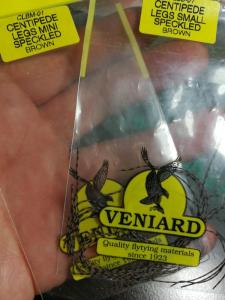 CLBM-01
CENTIPEDE
LEGS MINI
SPECKLED
BROWN
CENTIPEDE
LEGS SMALL
SPECKLED
BROWN
VENIARD
Quality flytying materials
since 1923